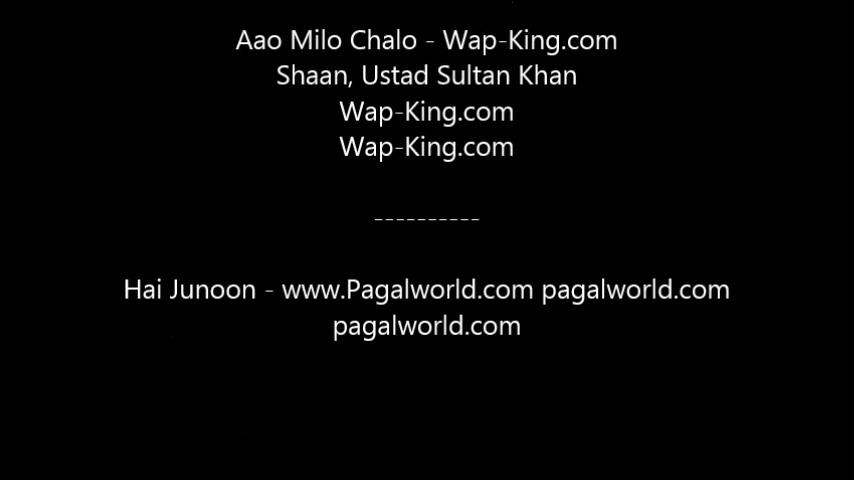 Aao Milo Chalo - Wap-King.com
Shaan, Ustad Sultan Khan
Wap-King.com
Wap-King.com
----------
Hai Junoon - www.Pagalworld.com pagalworld.com
pagalworld.com